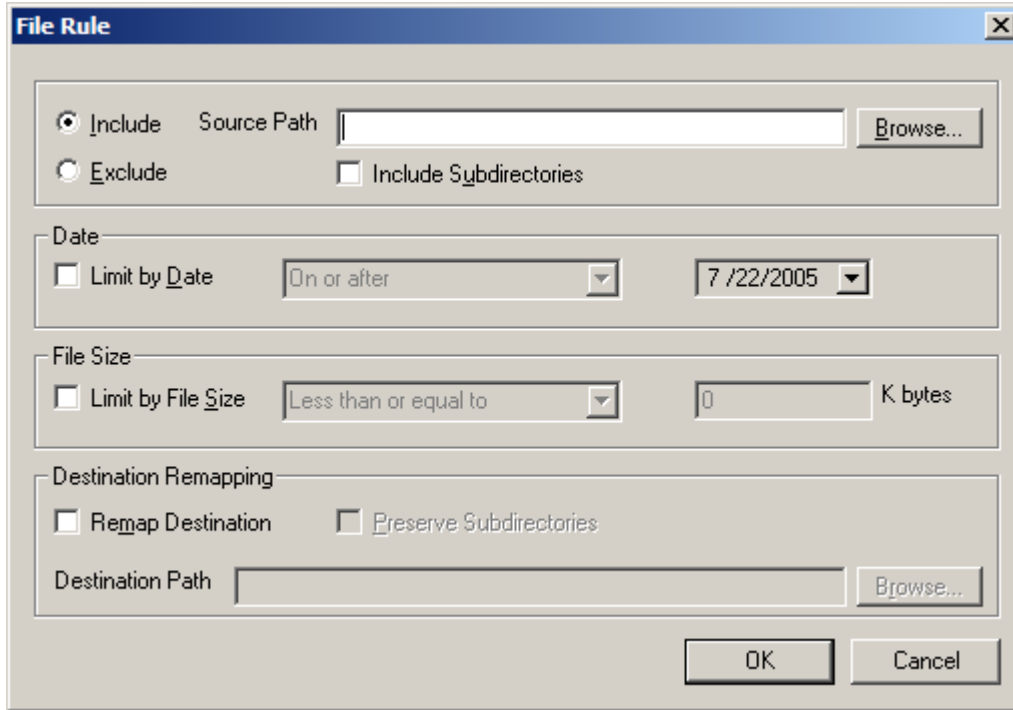 File Rule
Include Source Path Browse...
Exclude Include Subdirectories
Date
Limit by Date On or after 7 /22/2005
File Size
Limit by File Size Less than or equal to 0 K bytes
Destination Remapping
Remap Destination Preserve Subdirectories
Destination Path Browse...
OK Cancel